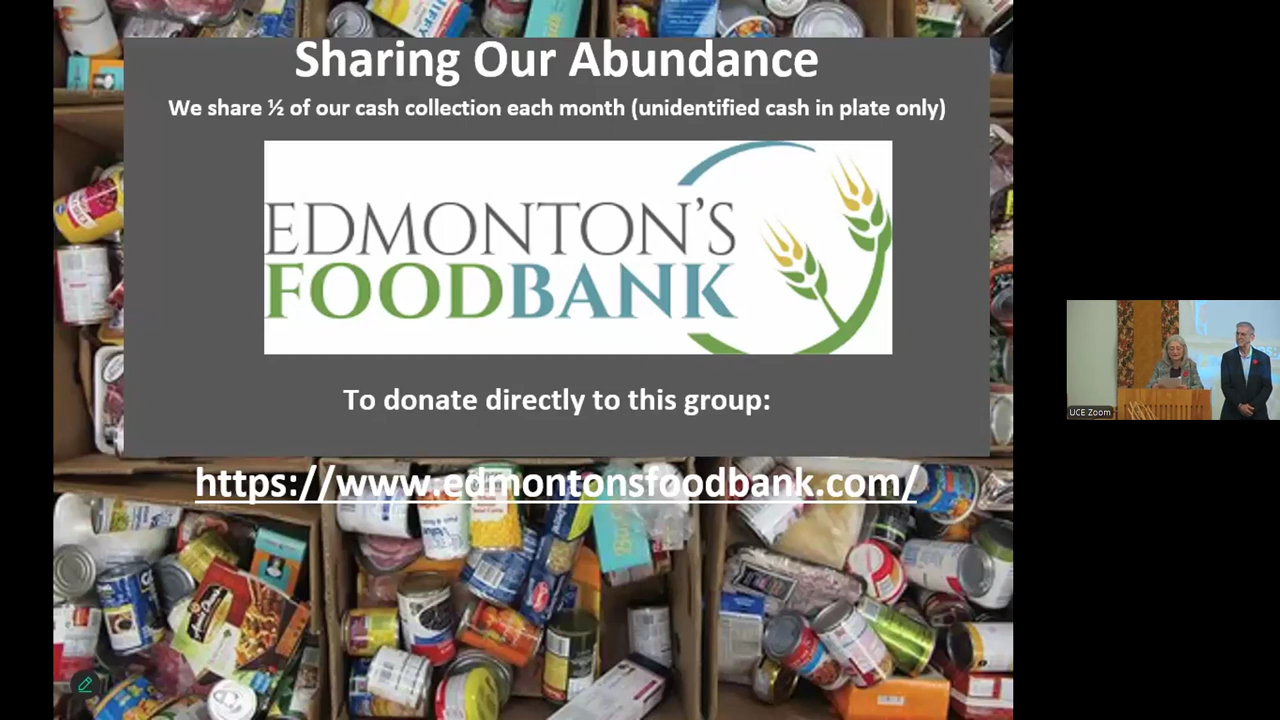 JIFFY
Sharing Our Abundance
We share ½ of our cash collection each month (unidentified cash in plate only)
EDMONTON'S
FOODBANK
To donate directly to this group:
https://www.edmontonsfoodbank.com/
UCE Zoom